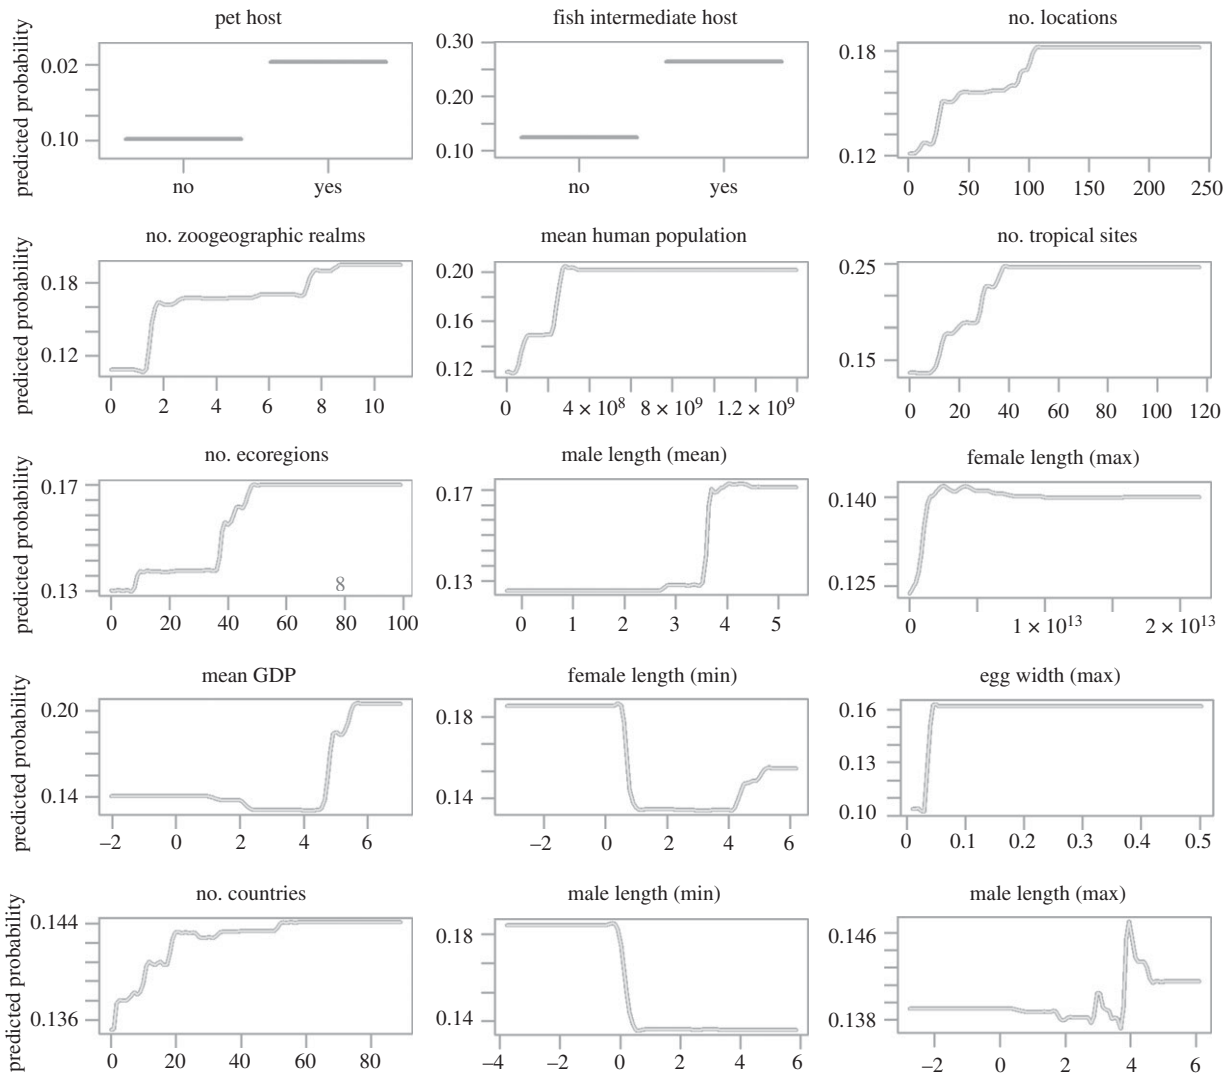 pet host
fish intermediate host
no. locations
predicted probability
0.02
0.10
no yes
0.30
0.20
0.10
no yes
0.18
0.12
0 50 100 150 200 250
no. zoogeographic realms
mean human population
no. tropical sites
predicted probability
0.18
0.12
0 2 4 6 8 10
0.20
0.16
0.12
0 4 × 10⁸ 8 × 10⁹ 1.2 × 10⁹
0.25
0.15
0 20 40 60 80 100 120
no. ecoregions
male length (mean)
female length (max)
predicted probability
0.17
0.13
8
0 20 40 60 80 100
0.17
0.13
0 1 2 3 4 5
0.140
0.125
0 1 × 10¹³ 2 × 10¹³
mean GDP
female length (min)
egg width (max)
predicted probability
0.20
0.14
–2 0 2 4 6
0.18
0.14
–2 0 2 4 6
0.16
0.13
0.10
0 0.1 0.2 0.3 0.4 0.5
no. countries
male length (min)
male length (max)
predicted probability
0.144
0.136
0 20 40 60 80
0.18
0.14
–4 –2 0 2 4 6
0.146
0.138
–2 0 2 4 6